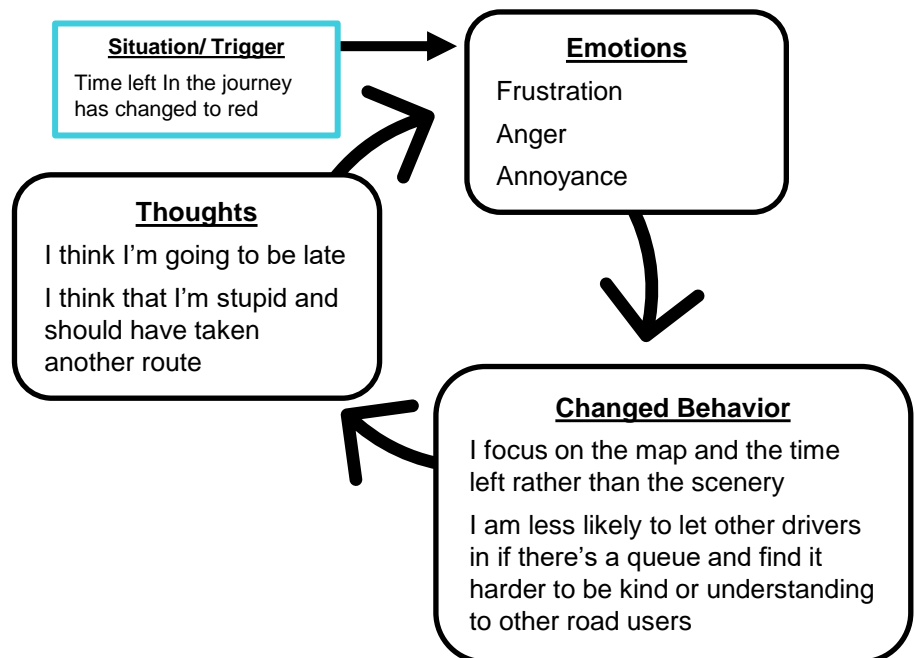 Situation/ Trigger
Time left In the journey
has changed to red
Emotions
Frustration
Anger
Annoyance
Thoughts
I think I'm going to be late
I think that I'm stupid and
should have taken
another route
Changed Behavior
I focus on the map and the time
left rather than the scenery
I am less likely to let other drivers
in if there's a queue and find it
harder to be kind or understanding
to other road users